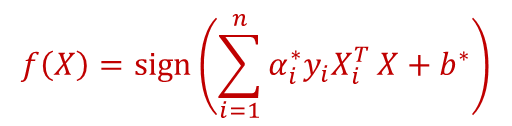 f(X) = sign(∑_{i=1}^{n} α_i^* y_i X_i^T X + b^*)